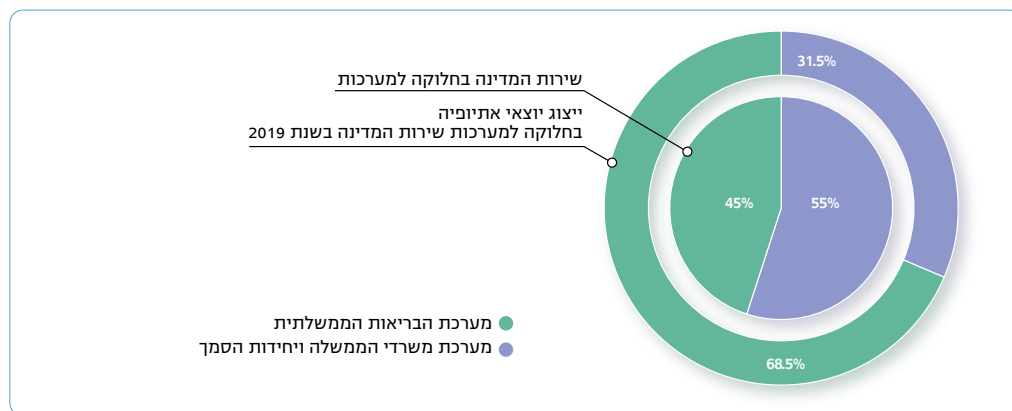 31.5%
שירות המדינה בחלוקה למערכות
ייצוג יוצאי אתיופיה
בחלוקה למערכות שירות המדינה בשנת 2019
45%
55%
מערכת הבריאות הממשלתית
מערכת משרדי הממשלה ויחידות הסמך
68.5%